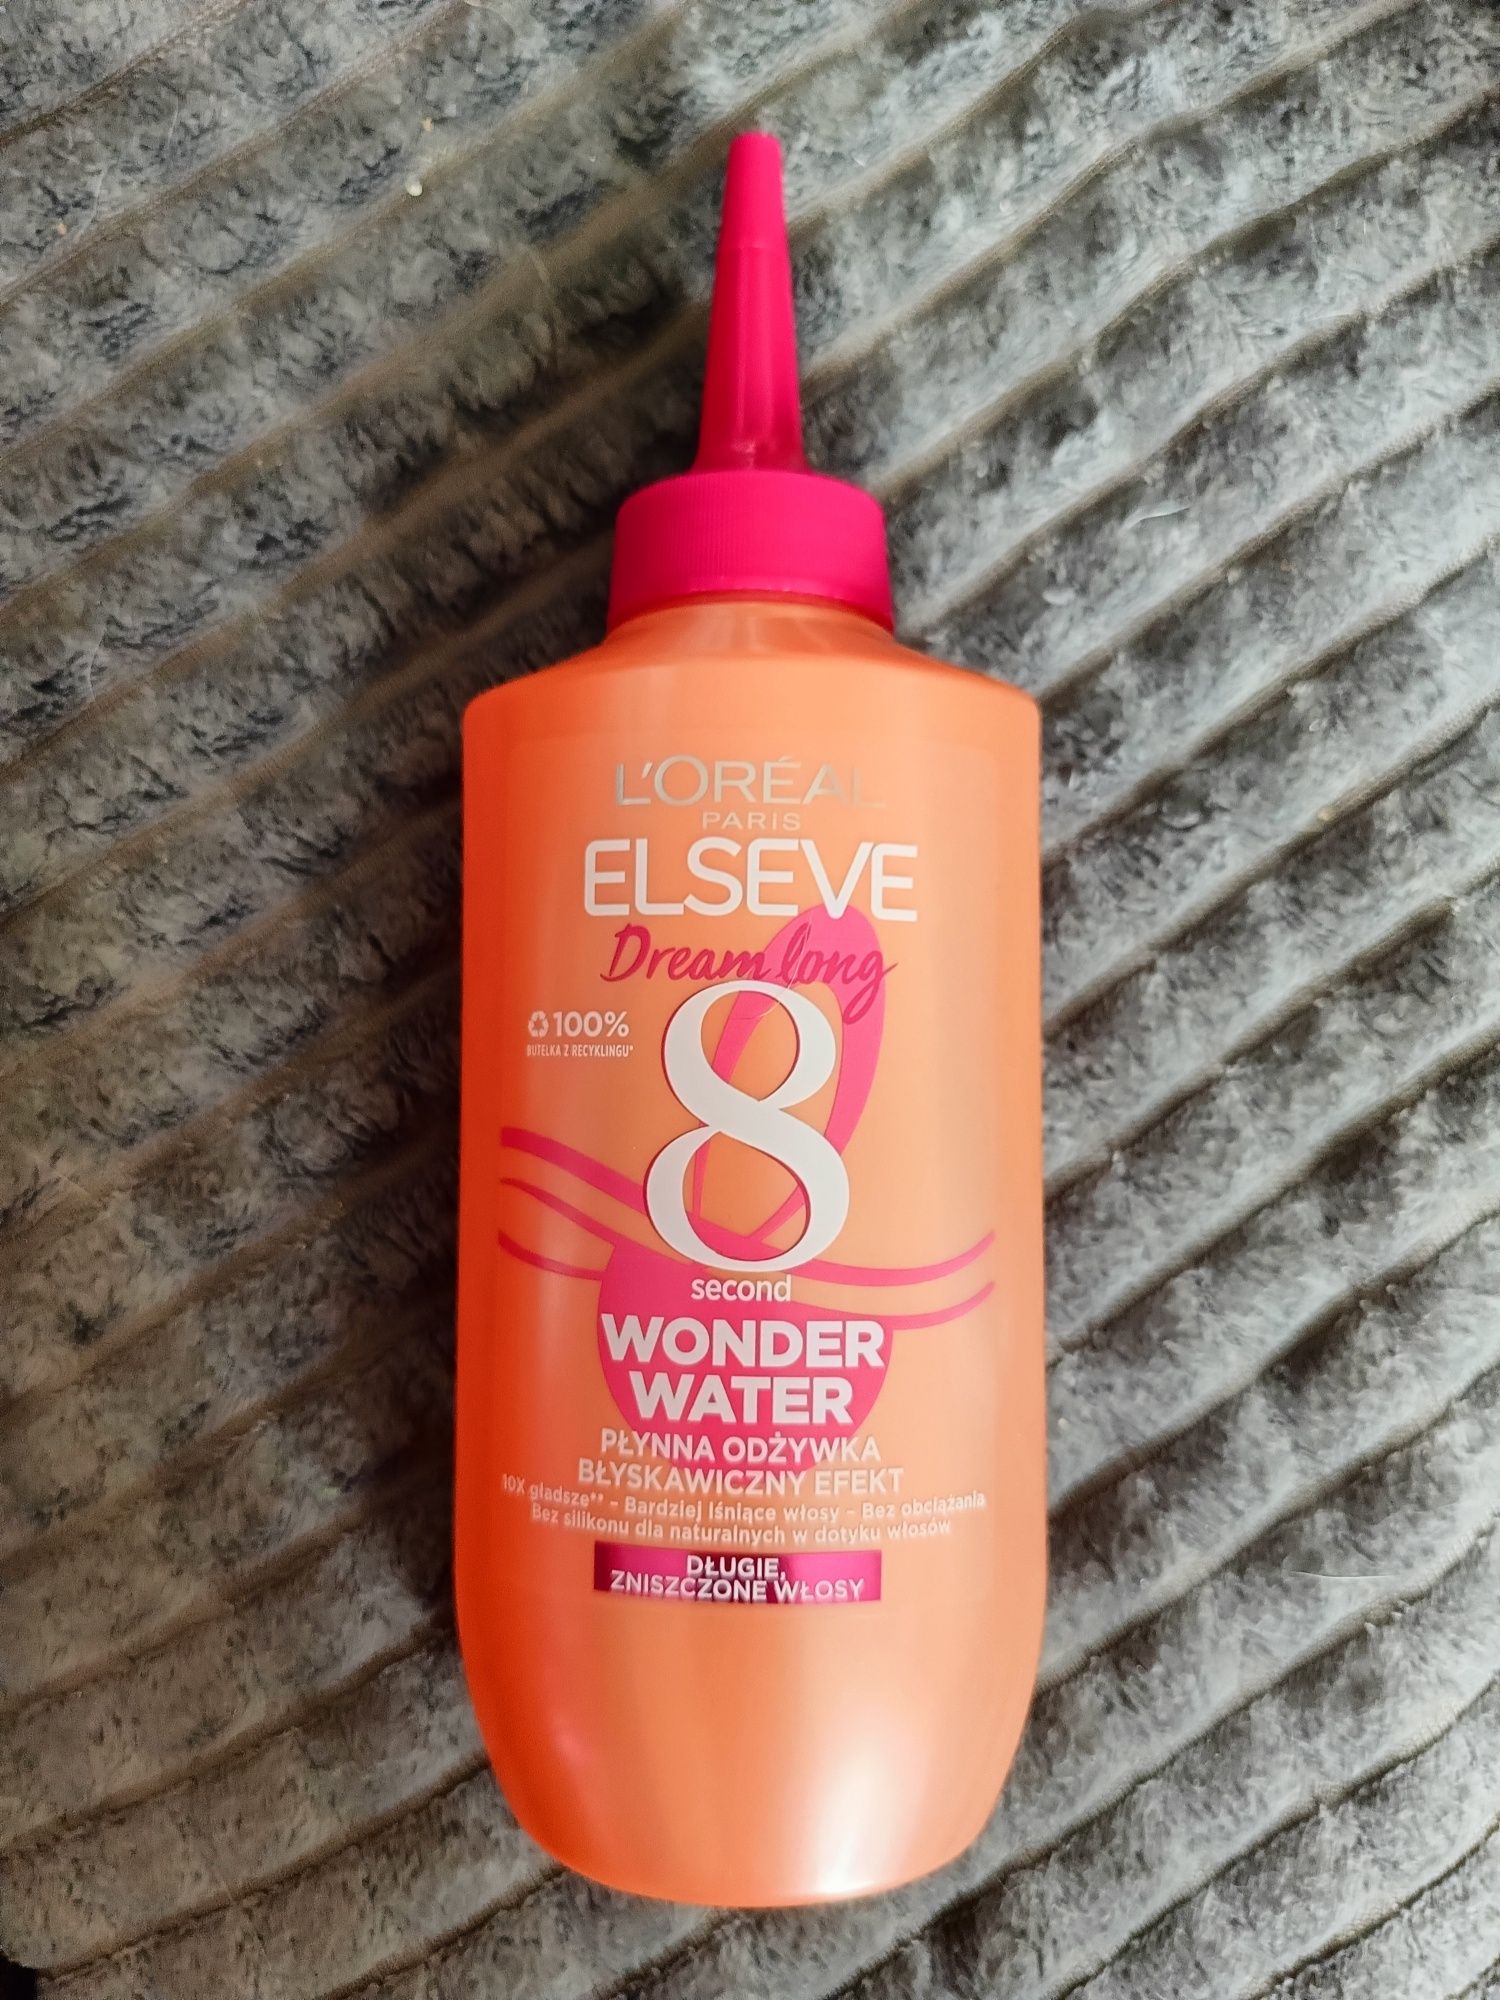 L'ORÉAL
PARIS
ELSEVE
Dream long
100%
BUTELKA Z RECYKLINGU*
8
second
WONDER
WATER
PŁYNNA ODŻYWKA
BŁYSKAWICZNY EFEKT
10X gładsze** - Bardziej lśniące włosy - Bez obciążania
Bez silikonu dla naturalnych w dotyku włosów
DŁUGIE,
ZNISZCZONE WŁOSY